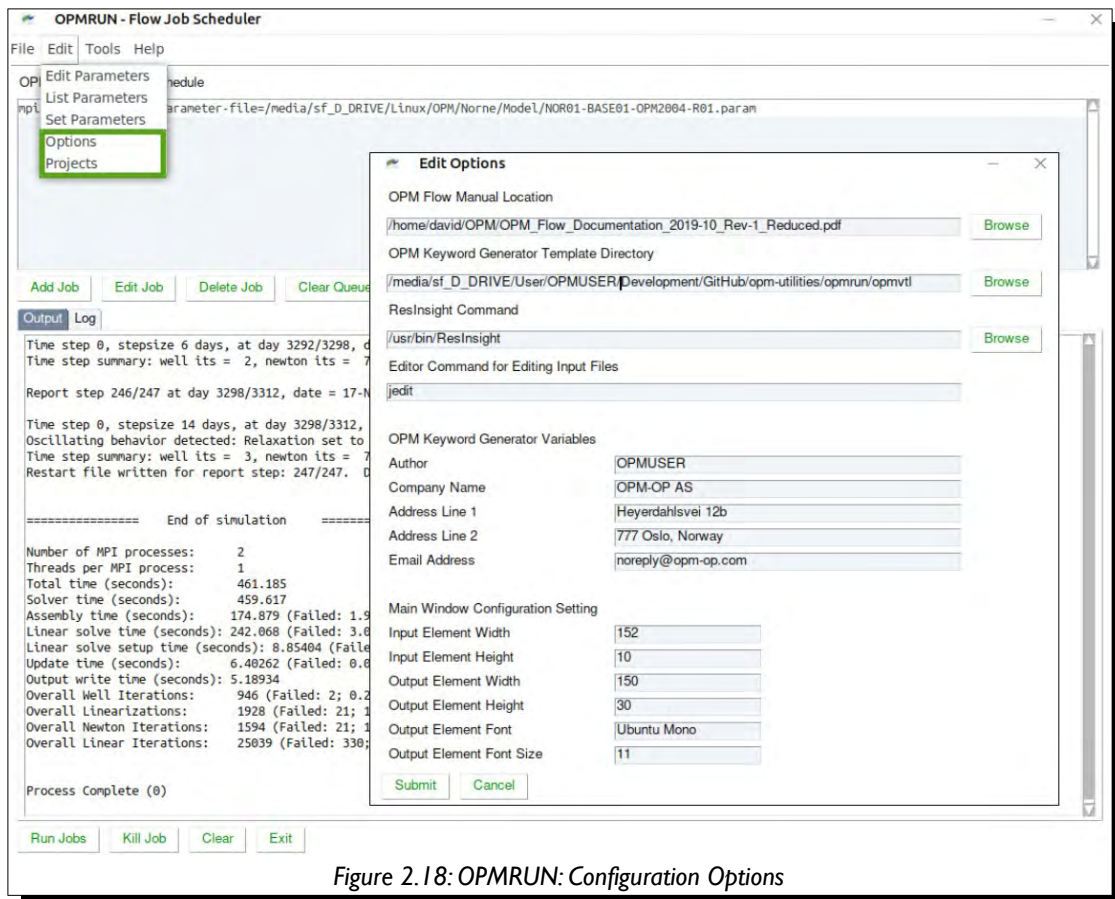 OPMRUN - Flow Job Scheduler
File Edit Tools Help
OP
hedule
Edit Parameters
List Parameters
Set Parameters
Options
Projects
mpi
arameter-file=/media/sf_D_DRIVE/Linux/OPM/Norne/Model/NOR01-BASE01-OPM2004-R01.param
Add Job Edit Job Delete Job Clear Queue
Output Log
Time step 0, stepsize 6 days, at day 3292/3298, d
Time step summary: well its = 2, newton its = 7
Report step 246/247 at day 3298/3312, date = 17-N
Time step 0, stepsize 14 days, at day 3298/3312,
Oscillating behavior detected: Relaxation set to
Time step summary: well its = 3, newton its = 7
Restart file written for report step: 247/247. D
================ End of simulation =======
Number of MPI processes: 2
Threads per MPI process: 1
Total time (seconds): 461.185
Solver time (seconds): 459.617
Assembly time (seconds): 174.879 (Failed: 1.9
Linear solve time (seconds): 242.068 (Failed: 3.0
Linear solve setup time (seconds): 8.85404 (Faile
Update time (seconds): 6.40262 (Failed: 0.0
Output write time (seconds): 5.18934
Overall Well Iterations: 946 (Failed: 2; 0.2
Overall Linearizations: 1928 (Failed: 21; 1
Overall Newton Iterations: 1594 (Failed: 21; 1
Overall Linear Iterations: 25039 (Failed: 330;
Process Complete (0)
Run Jobs Kill Job Clear Exit
Edit Options
OPM Flow Manual Location
/home/david/OPM/OPM_Flow_Documentation_2019-10_Rev-1_Reduced.pdf Browse
OPM Keyword Generator Template Directory
/media/sf_D_DRIVE/User/OPMUSER/Development/GitHub/opm-utilities/opmrun/opmvtl Browse
ResInsight Command
/usr/bin/ResInsight Browse
Editor Command for Editing Input Files
jedit
OPM Keyword Generator Variables
Author OPMUSER
Company Name OPM-OP AS
Address Line 1 Heyerdahlsvei 12b
Address Line 2 777 Oslo, Norway
Email Address noreply@opm-op.com
Main Window Configuration Setting
Input Element Width 152
Input Element Height 10
Output Element Width 150
Output Element Height 30
Output Element Font Ubuntu Mono
Output Element Font Size 11
Submit Cancel
Figure 2.18: OPMRUN: Configuration Options